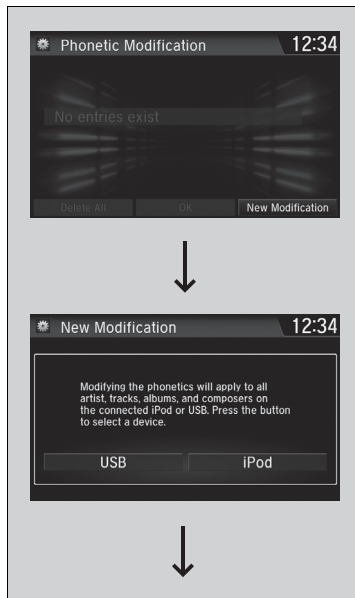 Phonetic Modification 12:34
No entries exist
Delete All OK New Modification
New Modification 12:34
Modifying the phonetics will apply to all
artist, tracks, albums, and composers on
the connected iPod or USB. Press the button
to select a device.
USB iPod